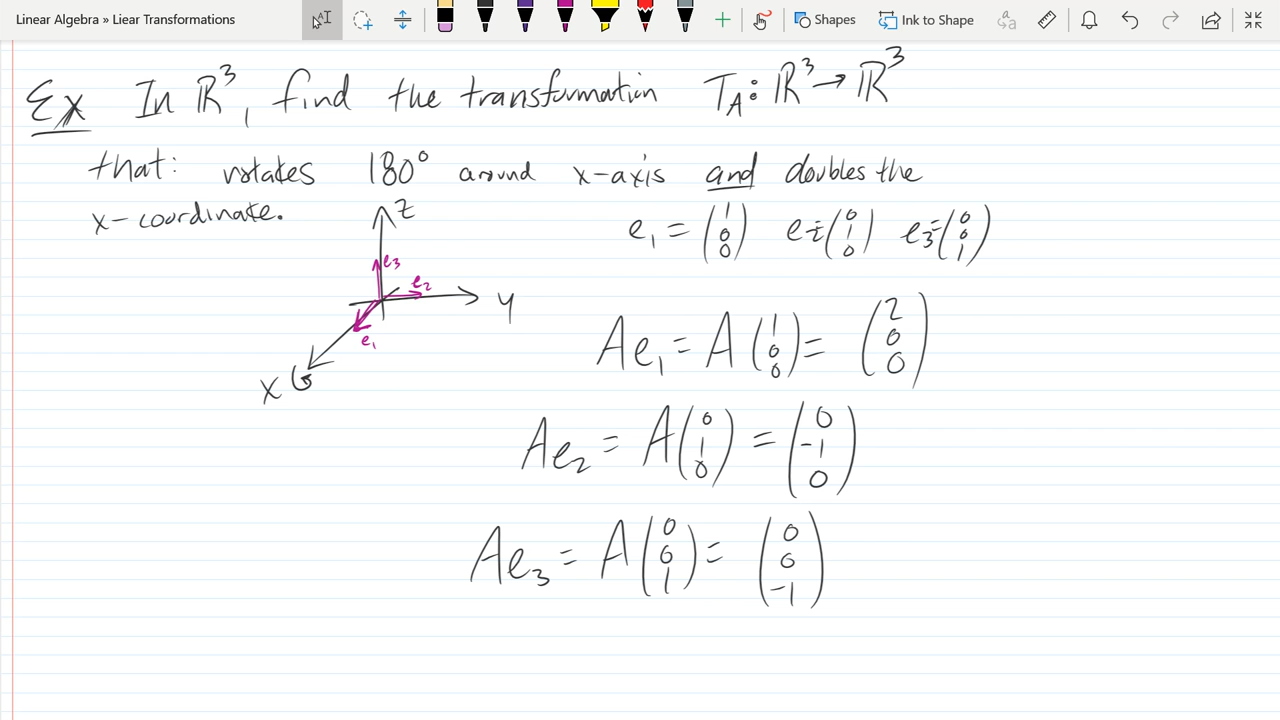 Linear Algebra » Liear Transformations
Shapes Ink to Shape
Ex In ℝ³, find the transformation T_A: ℝ³ → ℝ³
that: rotates 180° around x-axis and doubles the
x-coordinate.
z
e₃
e₂
y
e₁
x
e₁ = (1 0 0) e₂ = (0 1 0) e₃ = (0 0 1)
Ae₁ = A(1 0 0) = (2 0 0)
Ae₂ = A(0 1 0) = (0 -1 0)
Ae₃ = A(0 0 1) = (0 0 -1)